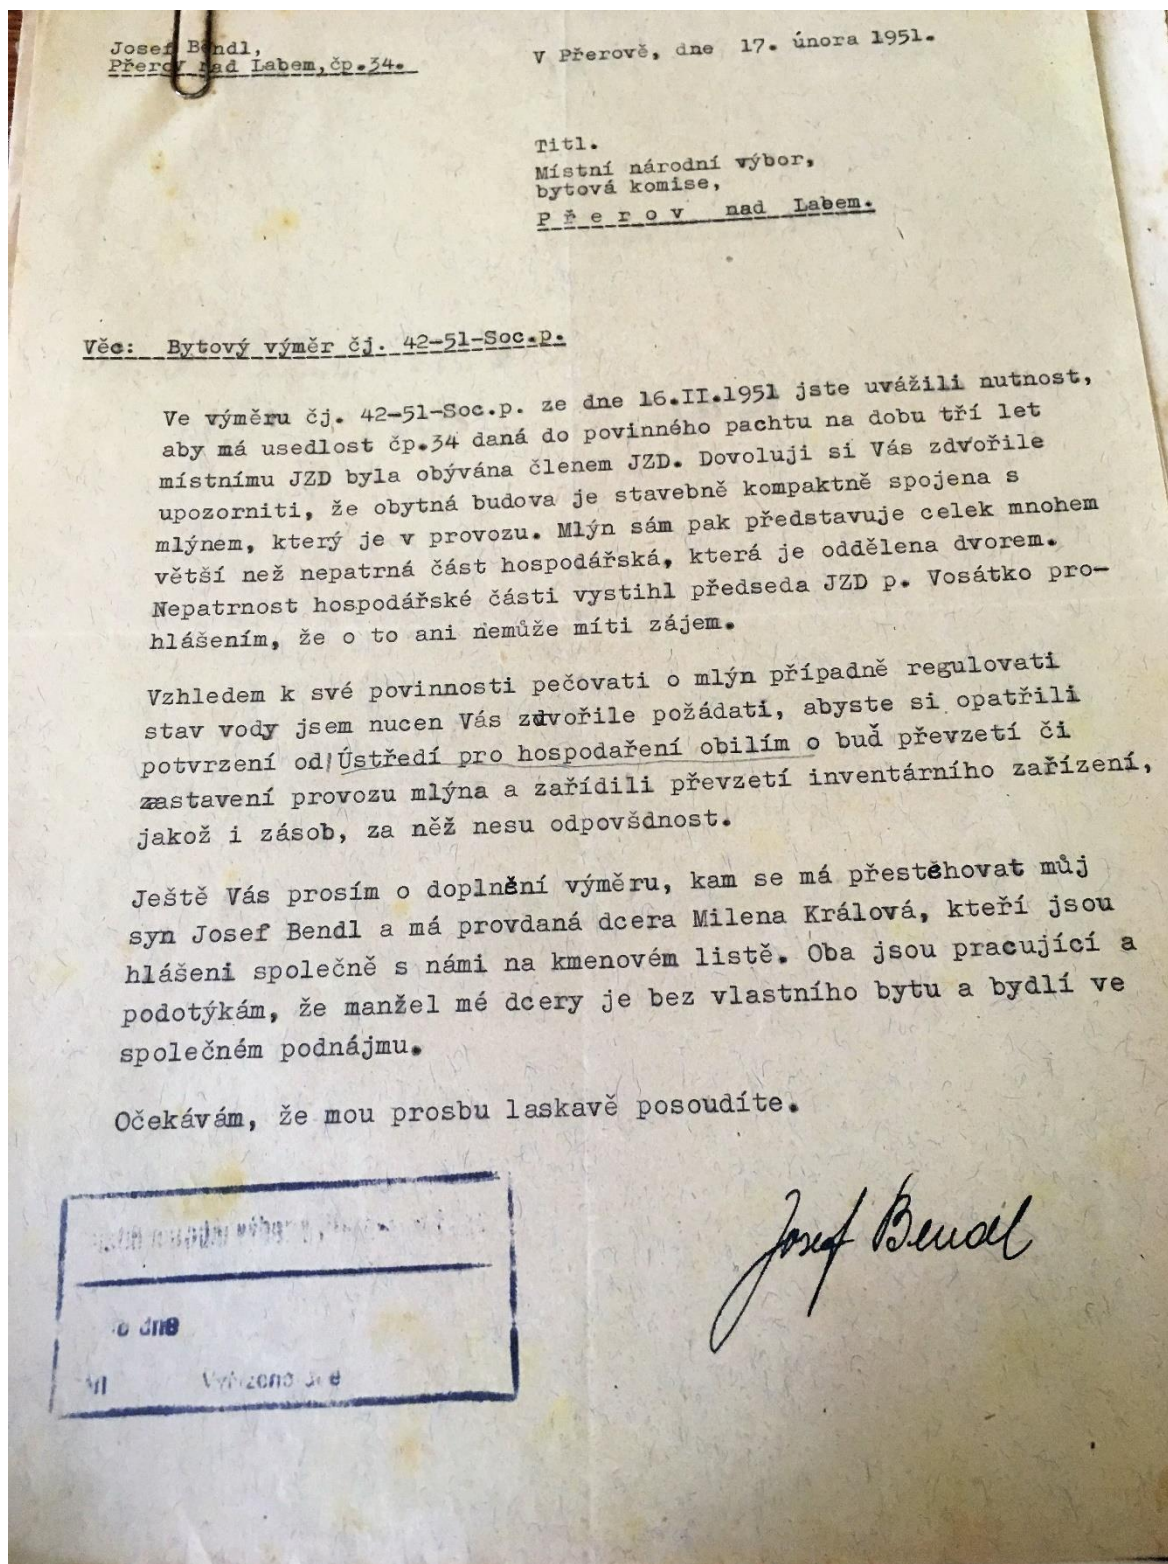 Josef Bendl,
Přerov nad Labem, čp.34.
V Přerově, dne 17. února 1951.
Titl.
Místní národní výbor,
bytová komise,
P ř e r o v nad Labem.
Věc: Bytový výměr čj. 42-51-Soc.p.
Ve výměru čj. 42-51-Soc.p. ze dne 16.II.1951 jste uvážili nutnost,
aby má usedlost čp.34 daná do povinného pachtu na dobu tří let
místnímu JZD byla obývána členem JZD. Dovoluji si Vás zdvořile
upozorniti, že obytná budova je stavebně kompaktně spojena s
mlýnem, který je v provozu. Mlýn sám pak představuje celek mnohem
větší než nepatrná část hospodářská, která je oddělena dvorem.
Nepatrnost hospodářské části vystihl předseda JZD p. Vosátko pro-
hlášením, že o to ani nemůže míti zájem.
Vzhledem k své povinnosti pečovati o mlýn případně regulovati
stav vody jsem nucen Vás zdvořile požádati, abyste si opatřili
potvrzení od Ústředí pro hospodaření obilím o buď převzetí či
zastavení provozu mlýna a zařídili převzetí inventárního zařízení,
jakož i zásob, za něž nesu odpovšdnost.
Ještě Vás prosím o doplnění výměru, kam se má přestěhovat můj
syn Josef Bendl a má provdaná dcera Milena Králová, kteří jsou
hlášeni společně s námi na kmenovém listě. Oba jsou pracující a
podotýkám, že manžel mé dcery je bez vlastního bytu a bydlí ve
společném podnájmu.
Očekávám, že mou prosbu laskavě posoudíte.
Josef Bendl
dne